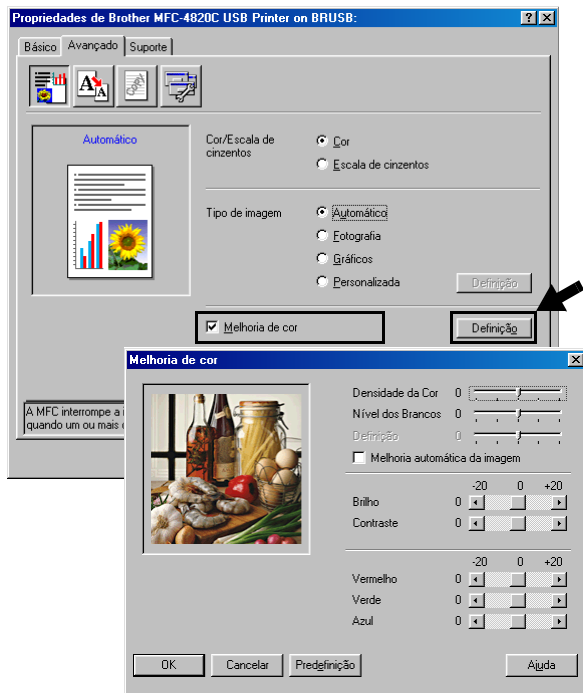 Propriedades de Brother MFC-4820C USB Printer on BRUSB:
Básico Avançado Suporte
Automático
Cor/Escala de cinzentos
Cor
Escala de cinzentos
Tipo de imagem
Automático
Fotografia
Gráficos
Personalizada
Definição
Melhoria de cor
Definição
A MFC interrompe a i
quando um ou mais
Melhoria de cor
Densidade da Cor 0
Nível dos Brancos 0
Definição 0
Melhoria automática da imagem
-20 0 +20
Brilho 0
Contraste 0
-20 0 +20
Vermelho 0
Verde 0
Azul 0
OK Cancelar Predefinição Ajuda